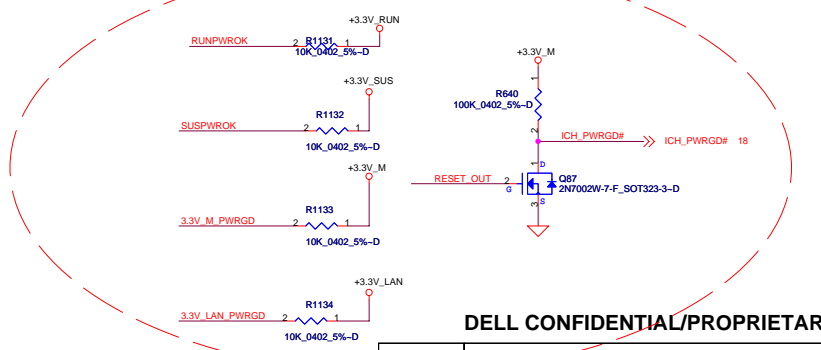 +3.3V_RUN
RUNPWROK 2 R1131 1
10K_0402_5%~D
+3.3V_SUS
R1132
SUSPWROK 2 1
10K_0402_5%~D
+3.3V_M
R1133
3.3V_M_PWRGD 2 1
10K_0402_5%~D
+3.3V_LAN
R1134
3.3V_LAN_PWRGD 2 1
10K_0402_5%~D
+3.3V_M
1
R640
100K_0402_5%~D
2
ICH_PWRGD# ICH_PWRGD# 18
1 D
RESET_OUT 2 G Q87
2N7002W-7-F_SOT323-3~D
3 S
DELL CONFIDENTIAL/PROPRIETAR